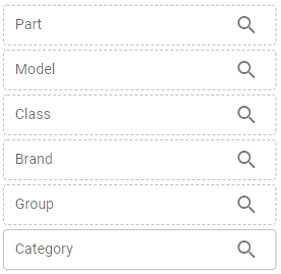 Part
Model
Class
Brand
Group
Category